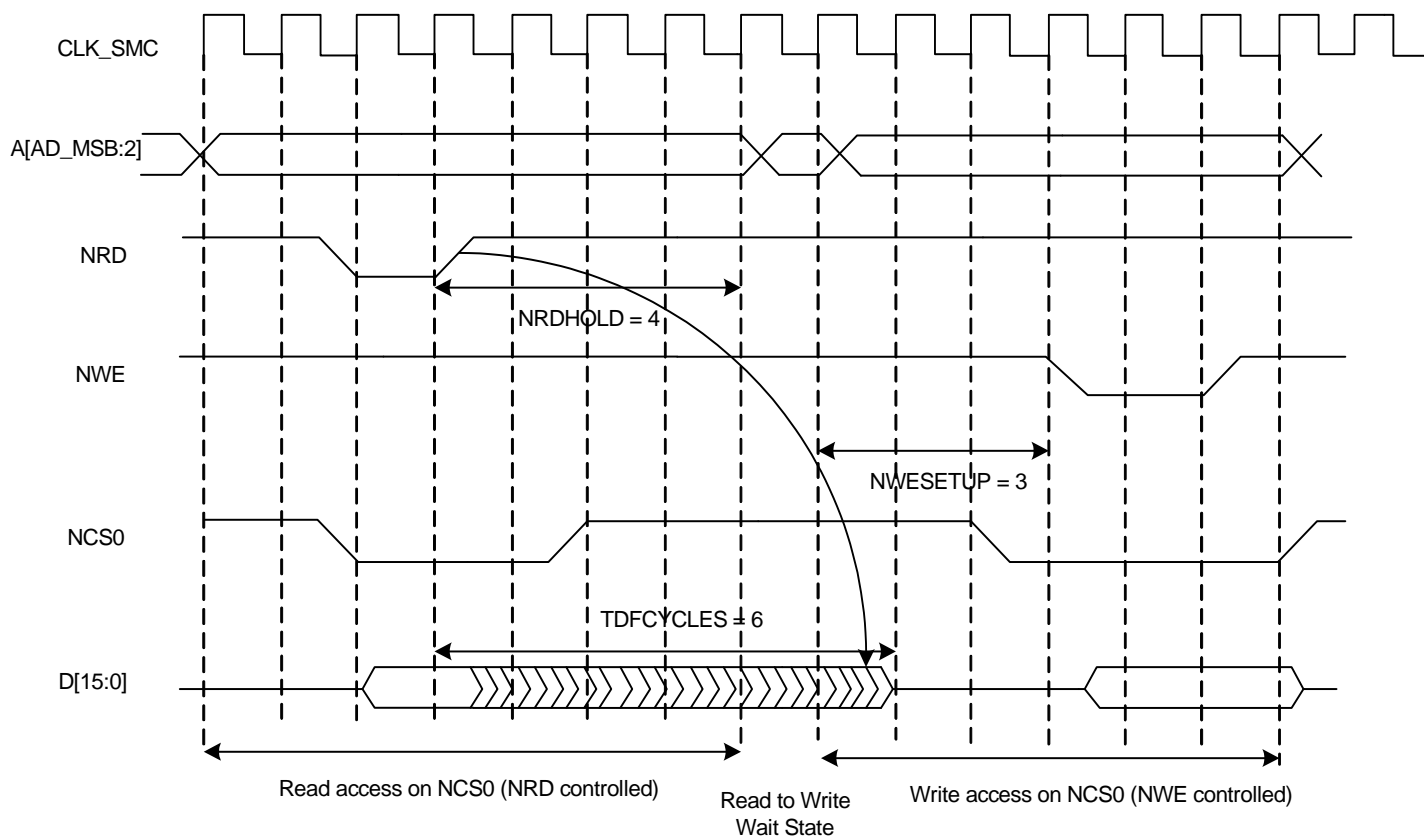 CLK_SMC
A[AD_MSB:2]
NRD
NRDHOLD = 4
NWE
NWESETUP = 3
NCS0
TDFCYCLES = 6
D[15:0]
Read access on NCS0 (NRD controlled)
Read to Write
Wait State
Write access on NCS0 (NWE controlled)